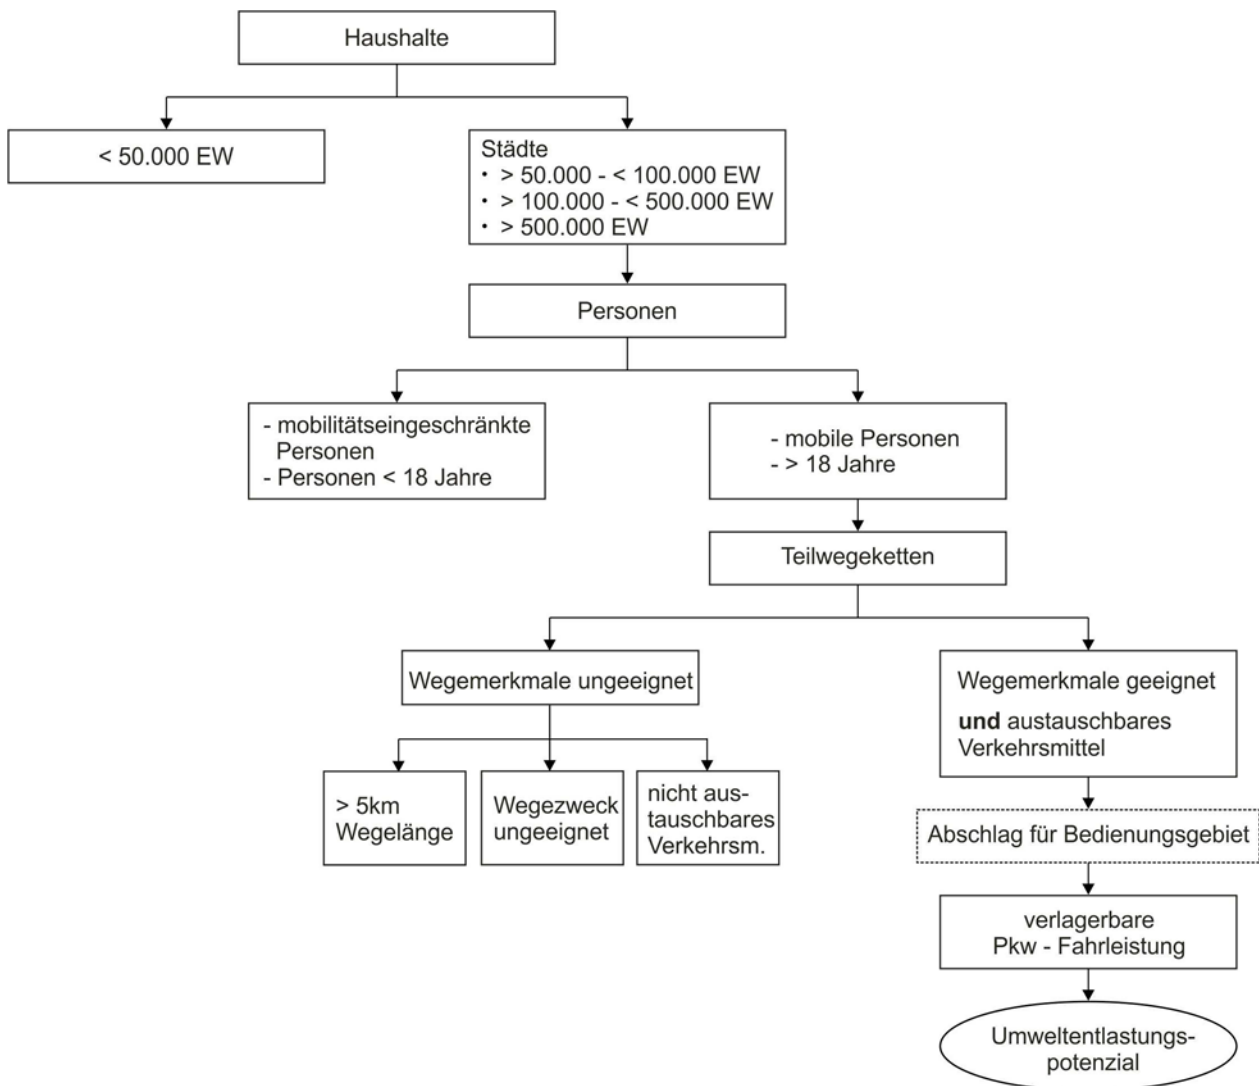 Haushalte
< 50.000 EW
Städte
· > 50.000 - < 100.000 EW
· > 100.000 - < 500.000 EW
· > 500.000 EW
Personen
- mobilitätseingeschränkte
Personen
- Personen < 18 Jahre
- mobile Personen
- > 18 Jahre
Teilwegeketten
Wegemerkmale ungeeignet
Wegemerkmale geeignet
und austauschbares
Verkehrsmittel
> 5km
Wegelänge
Wegezweck
ungeeignet
nicht aus-
tauschbares
Verkehrsm.
Abschlag für Bedienungsgebiet
verlagerbare
Pkw - Fahrleistung
Umweltentlastungs-
potenzial